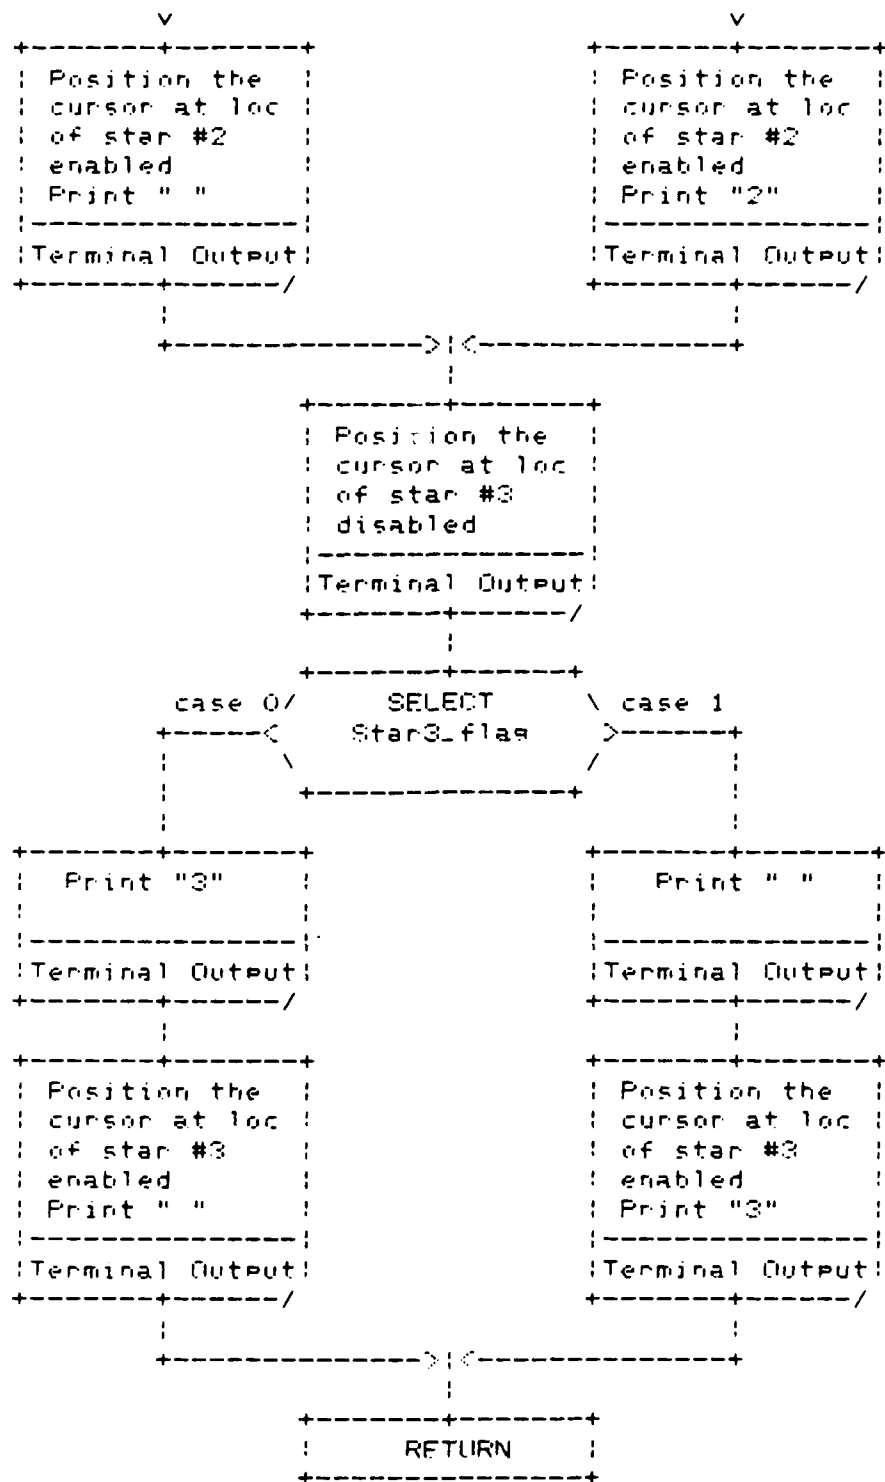 Position the
cursor at loc
of star #2
enabled
Print " "
Terminal Output
Position the
cursor at loc
of star #2
enabled
Print "2"
Terminal Output
Position the
cursor at loc
of star #3
disabled
Terminal Output
case 0
SELECT
Star3_flag
case 1
Print "3"
Terminal Output
Print " "
Terminal Output
Position the
cursor at loc
of star #3
enabled
Print " "
Terminal Output
Position the
cursor at loc
of star #3
enabled
Print "3"
Terminal Output
RETURN